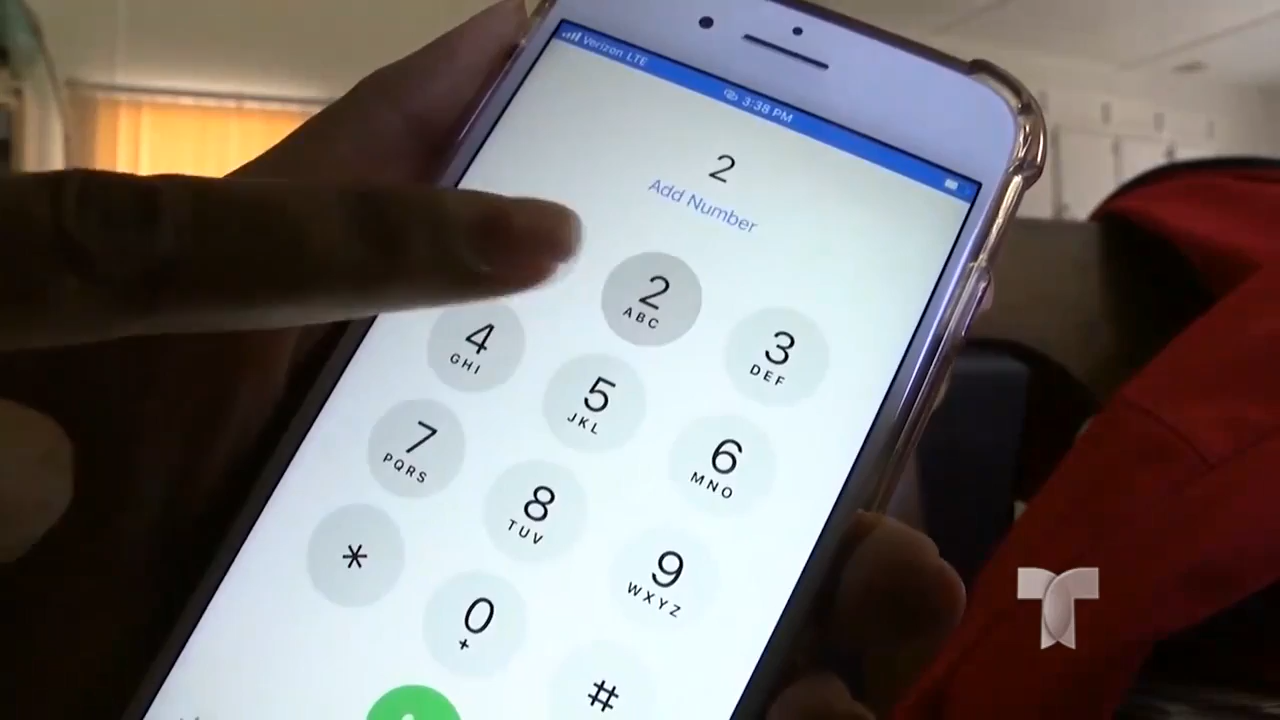 Verizon LTE
3:38 PM
2
Add Number
2
ABC
3
DEF
4
GHI
5
JKL
6
MNO
7
PQRS
8
TUV
9
WXYZ
*
0
+
#